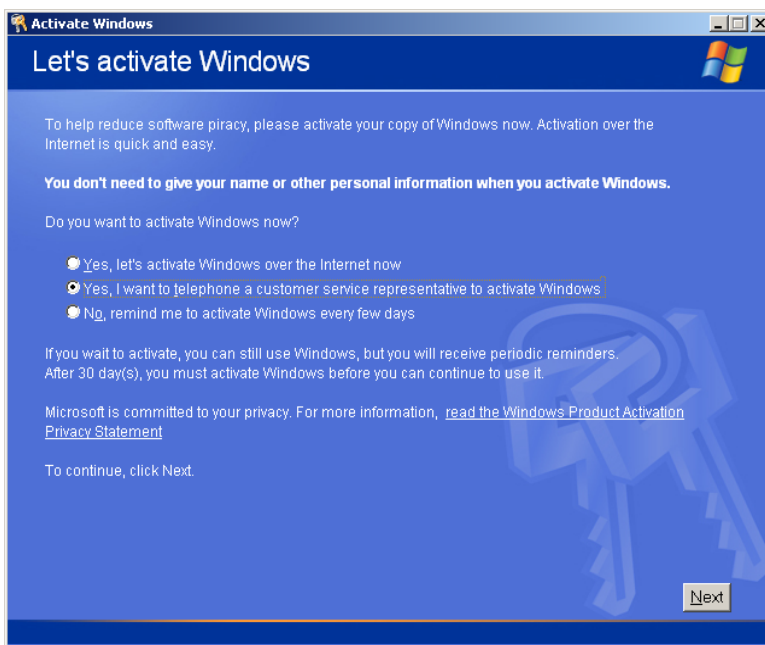 Activate Windows
Let's activate Windows
To help reduce software piracy, please activate your copy of Windows now. Activation over the
Internet is quick and easy.
You don't need to give your name or other personal information when you activate Windows.
Do you want to activate Windows now?
Yes, let's activate Windows over the Internet now
Yes, I want to telephone a customer service representative to activate Windows
No, remind me to activate Windows every few days
If you wait to activate, you can still use Windows, but you will receive periodic reminders.
After 30 day(s), you must activate Windows before you can continue to use it.
Microsoft is committed to your privacy. For more information, read the Windows Product Activation
Privacy Statement
To continue, click Next.
Next